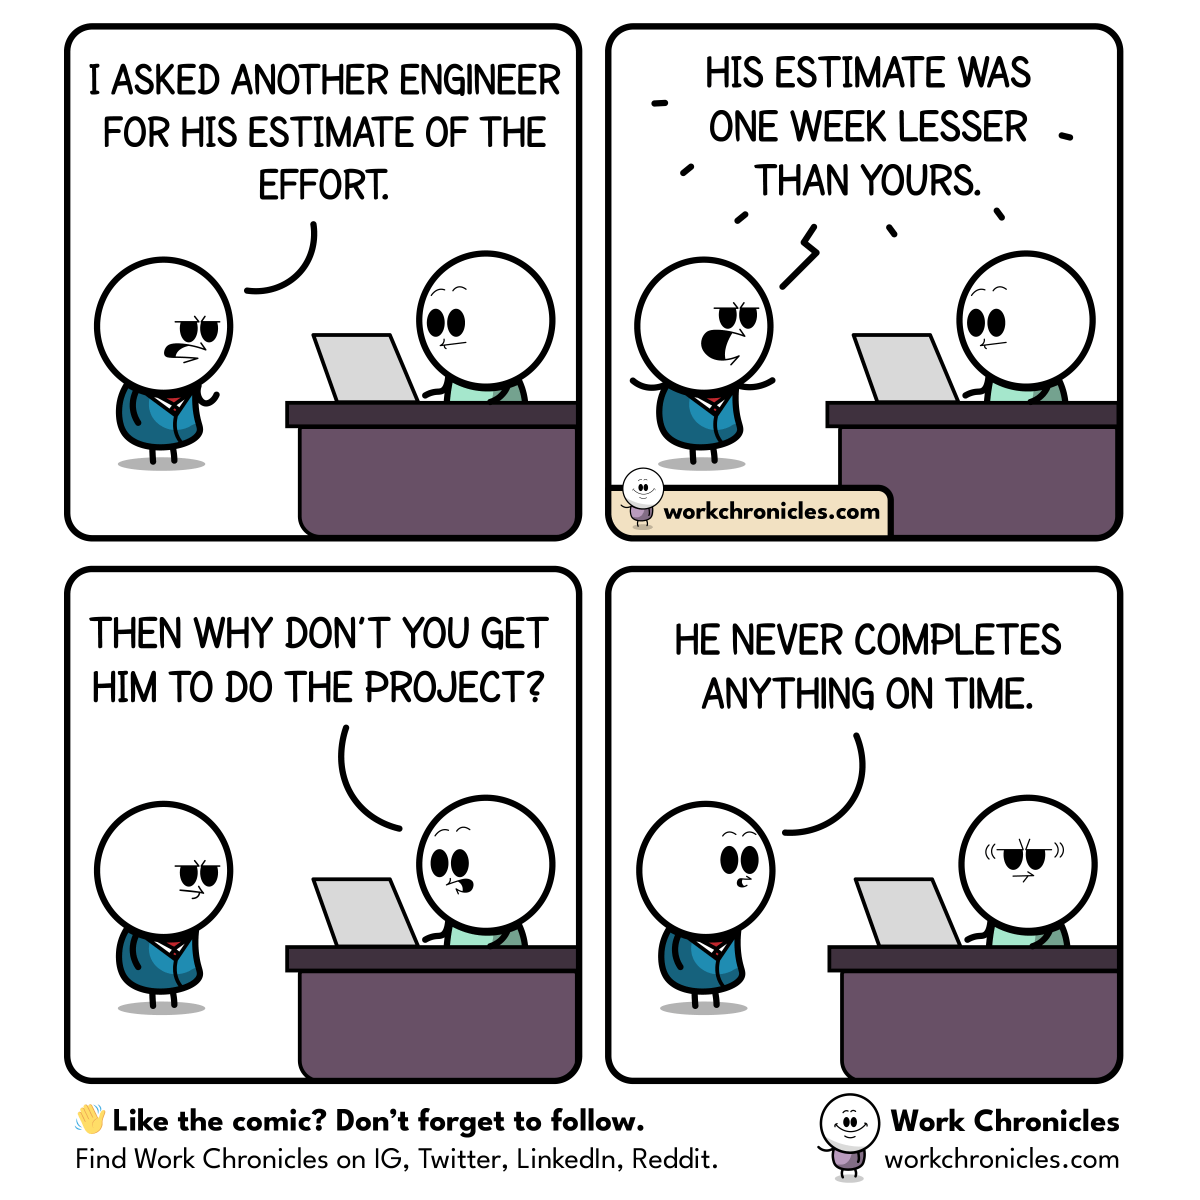 I ASKED ANOTHER ENGINEER
FOR HIS ESTIMATE OF THE
EFFORT.
HIS ESTIMATE WAS
ONE WEEK LESSER
THAN YOURS.
workchronicles.com
THEN WHY DON'T YOU GET
HIM TO DO THE PROJECT?
HE NEVER COMPLETES
ANYTHING ON TIME.
👋 Like the comic? Don't forget to follow.
Find Work Chronicles on IG, Twitter, LinkedIn, Reddit.
Work Chronicles
workchronicles.com